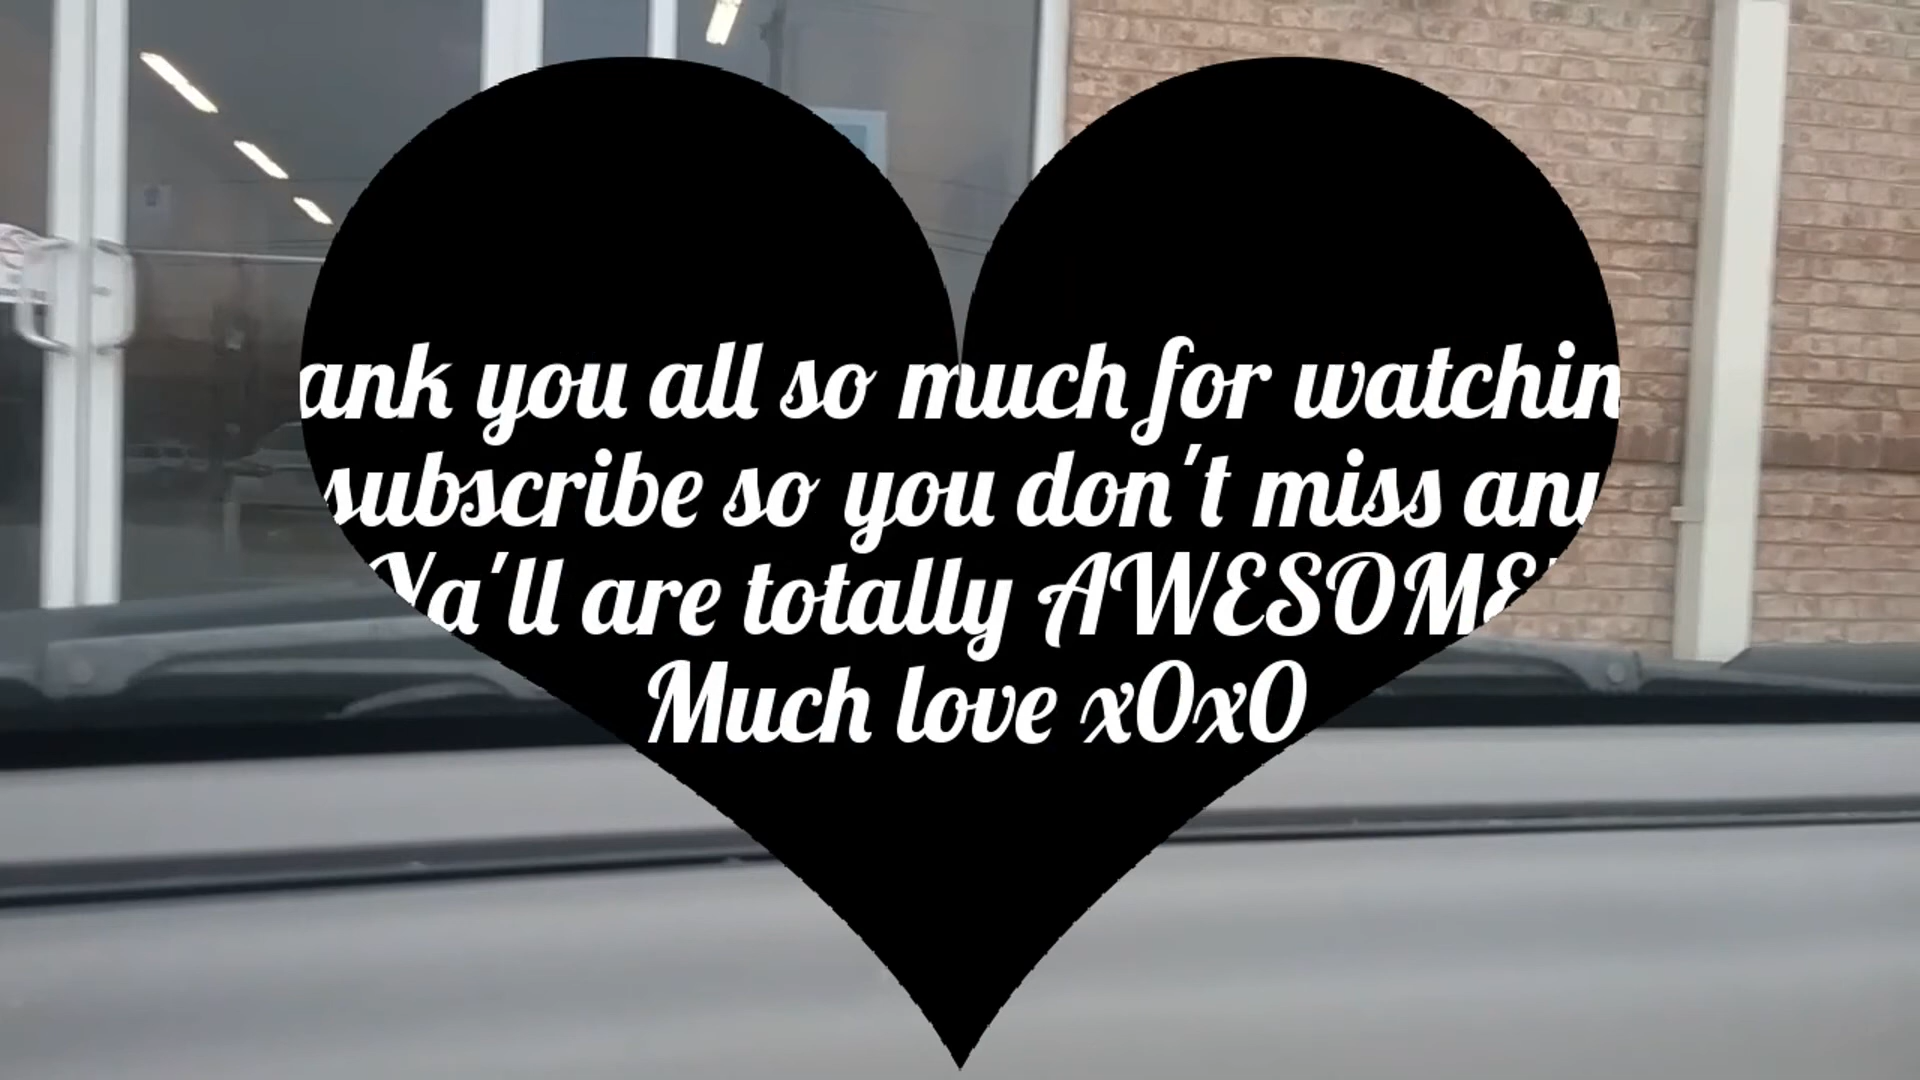 ank you all so much for watchin
subscribe so you don't miss any
Ya'll are totally AWESOME!
Much love xOxO